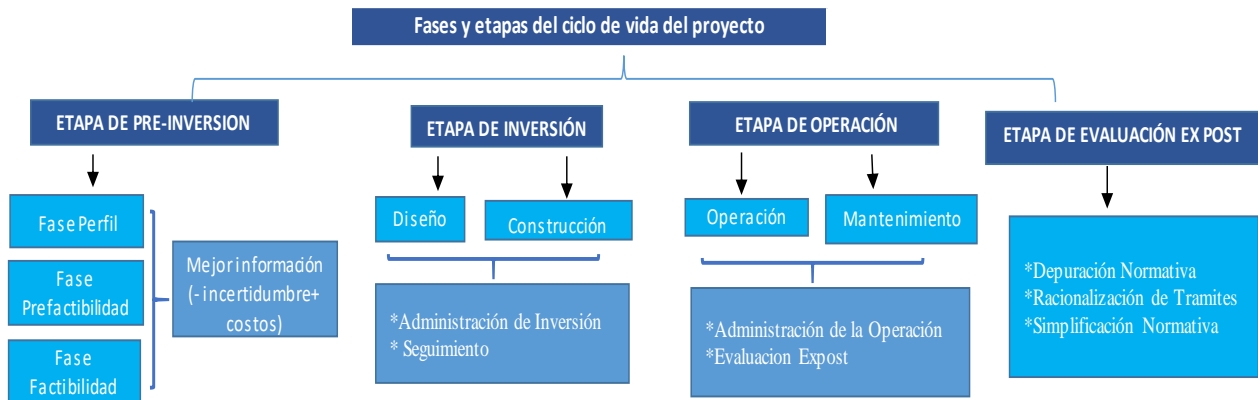 Fases y etapas del ciclo de vida del proyecto
ETAPA DE PRE-INVERSION
Fase Perfil
Fase
Prefactibilidad
Fase
Factibilidad
Mejor información
(- incertidumbre+
costos)
ETAPA DE INVERSIÓN
Diseño
Construcción
*Administración de Inversión
* Seguimiento
ETAPA DE OPERACIÓN
Operación
Mantenimiento
*Administración de la Operación
*Evaluacion Expost
ETAPA DE EVALUACIÓN EX POST
*Depuración Normativa
*Racionalización de Tramites
*Simplificación Normativa